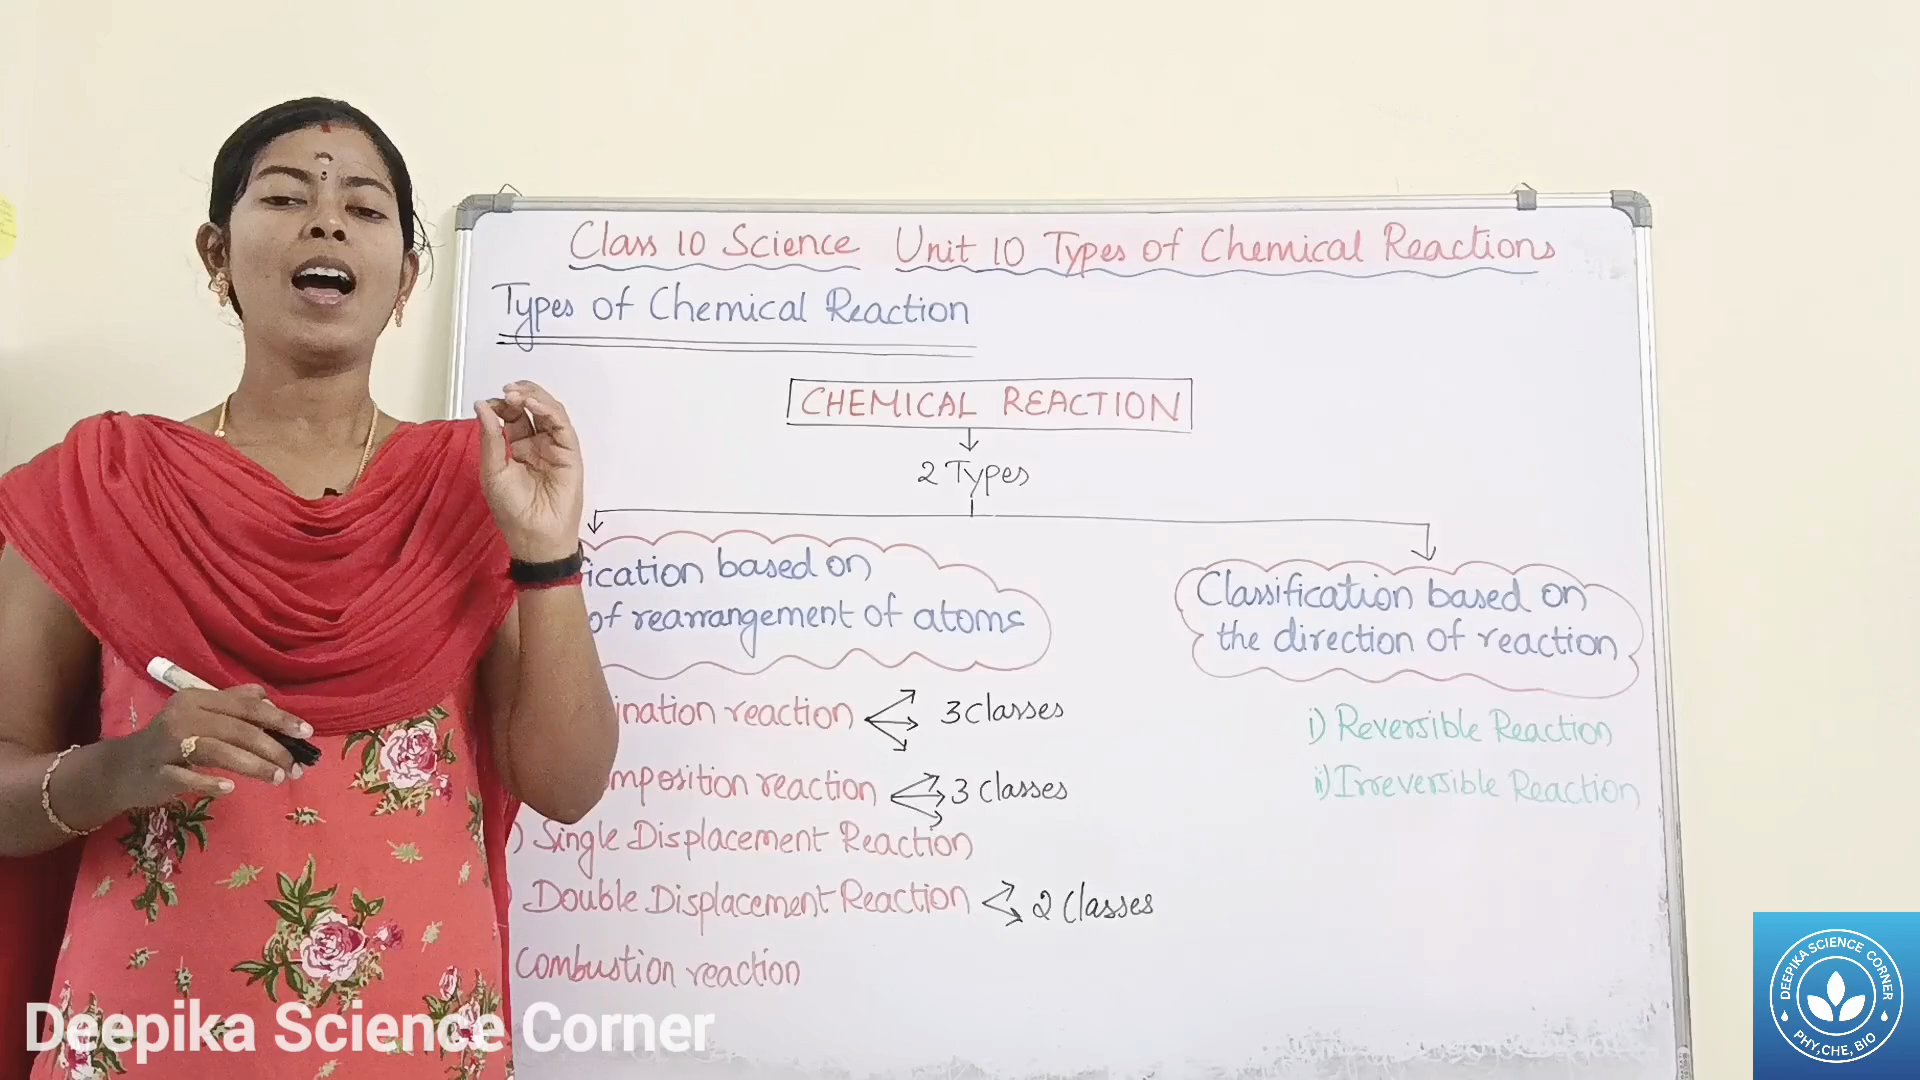 Class 10 Science Unit 10 Types of Chemical Reactions
Types of Chemical Reaction
CHEMICAL REACTION
2 Types
ication based on
of rearrangement of atoms
Classification based on
the direction of reaction
ination reaction 3 classes
mposition reaction 3 classes
) Single Displacement Reaction
Double Displacement Reaction 2 Classes
Combustion reaction
i) Reversible Reaction
ii) Irreversible Reaction
Deepika Science Corner
DEEPIKA SCIENCE CORNER
PHY, CHE, BIO